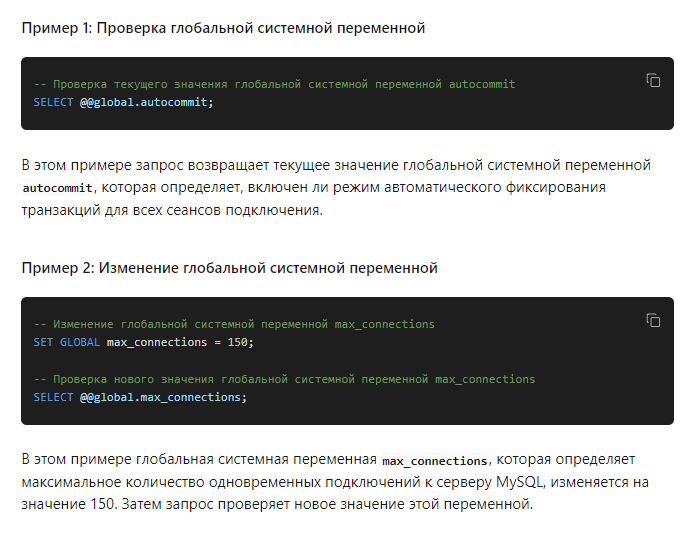 Пример 1: Проверка глобальной системной переменной
-- Проверка текущего значения глобальной системной переменной autocommit
SELECT @@global.autocommit;
В этом примере запрос возвращает текущее значение глобальной системной переменной
autocommit, которая определяет, включен ли режим автоматического фиксирования
транзакций для всех сеансов подключения.
Пример 2: Изменение глобальной системной переменной
-- Изменение глобальной системной переменной max_connections
SET GLOBAL max_connections = 150;
-- Проверка нового значения глобальной системной переменной max_connections
SELECT @@global.max_connections;
В этом примере глобальная системная переменная max_connections, которая определяет
максимальное количество одновременных подключений к серверу MySQL, изменяется на
значение 150. Затем запрос проверяет новое значение этой переменной.